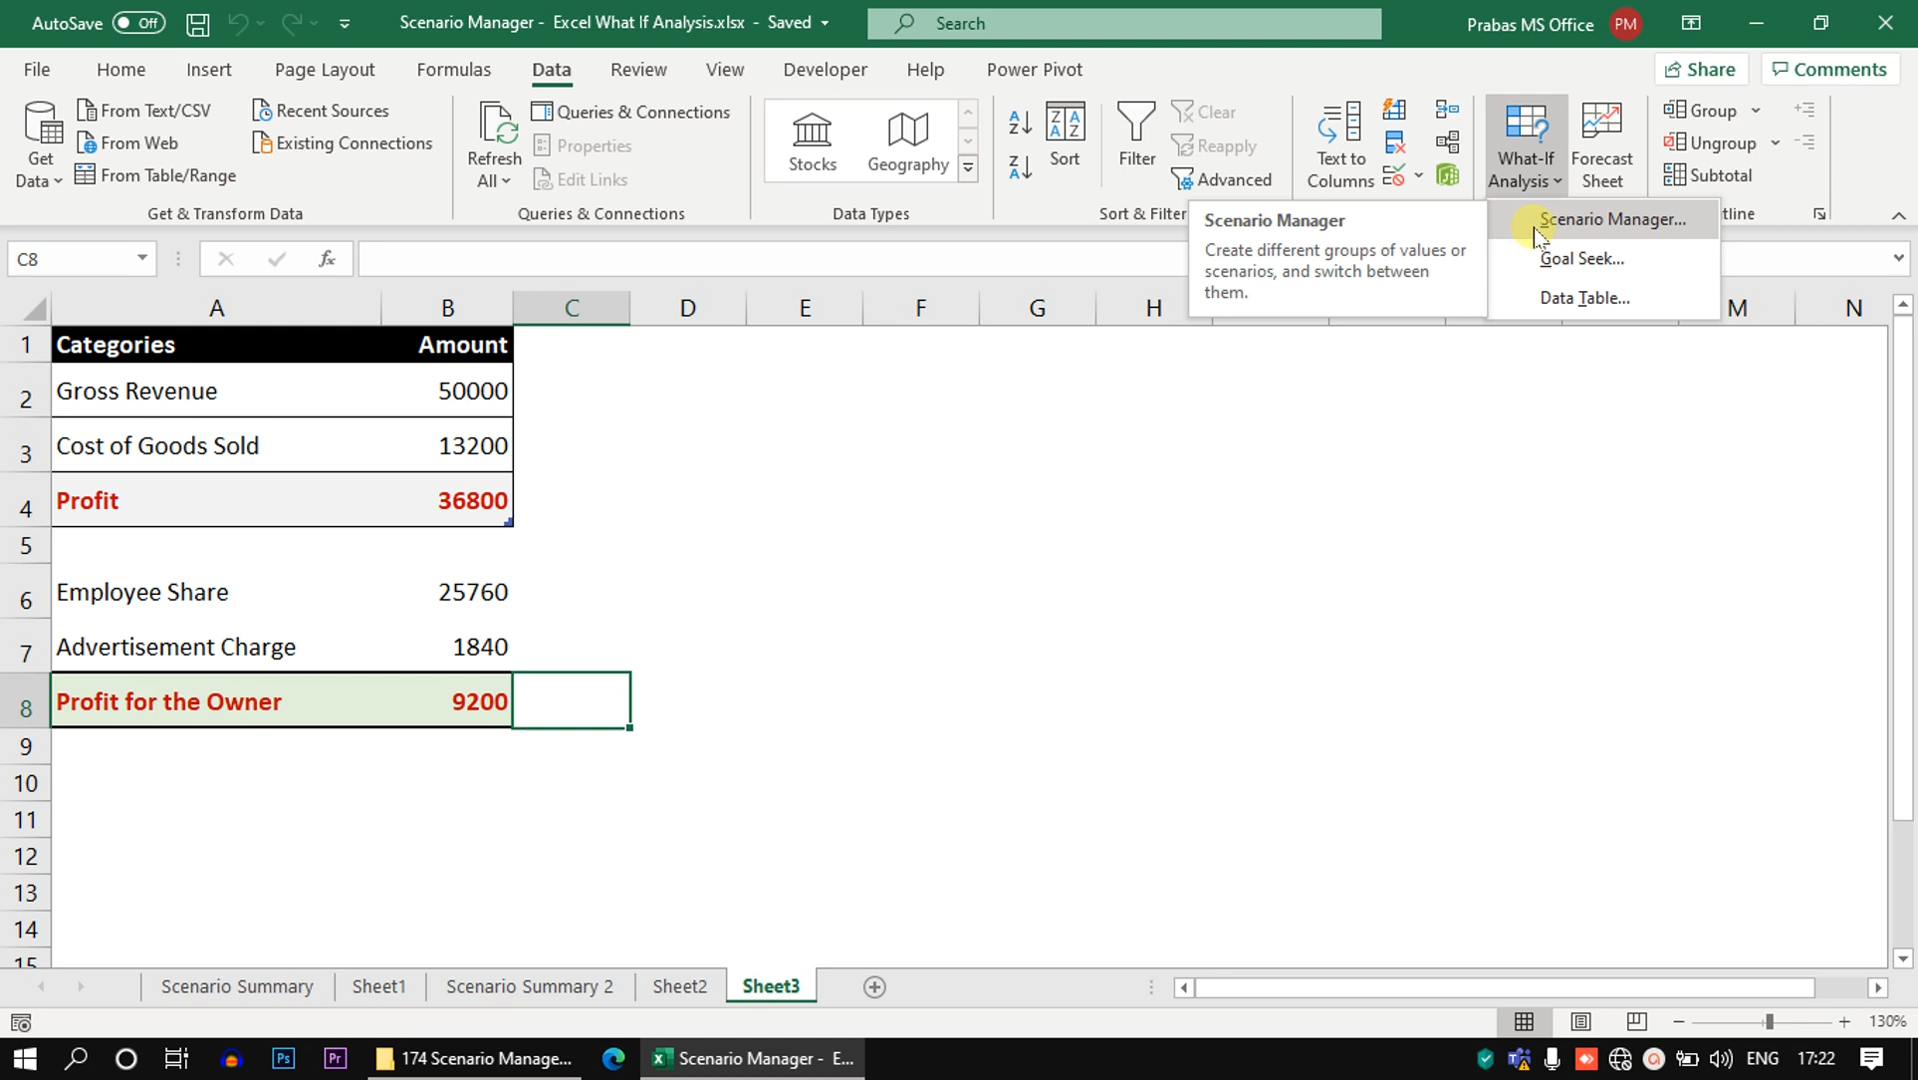 AutoSave Off
Scenario Manager - Excel What If Analysis.xlsx - Saved
Search
Prabas MS Office PM
File Home Insert Page Layout Formulas Data Review View Developer Help Power Pivot
Share Comments
Get Data
From Text/CSV
From Web
From Table/Range
Recent Sources
Existing Connections
Get & Transform Data
Refresh All
Queries & Connections
Properties
Edit Links
Queries & Connections
Stocks
Geography
Data Types
Sort
Filter
Clear
Reapply
Advanced
Sort & Filter
Text to Columns
What-If Analysis
Forecast Sheet
Group
Ungroup
Subtotal
tline
Scenario Manager
Create different groups of values or
scenarios, and switch between
them.
Scenario Manager...
Goal Seek...
Data Table...
C8
fx
A B C D E F G H M N
1 Categories Amount
2 Gross Revenue 50000
3 Cost of Goods Sold 13200
4 Profit 36800
5
6 Employee Share 25760
7 Advertisement Charge 1840
8 Profit for the Owner 9200
9
10
11
12
13
14
15
Scenario Summary Sheet1 Scenario Summary 2 Sheet2 Sheet3
130%
Ps
Pr
174 Scenario Manage...
Scenario Manager - E...
ENG 17:22